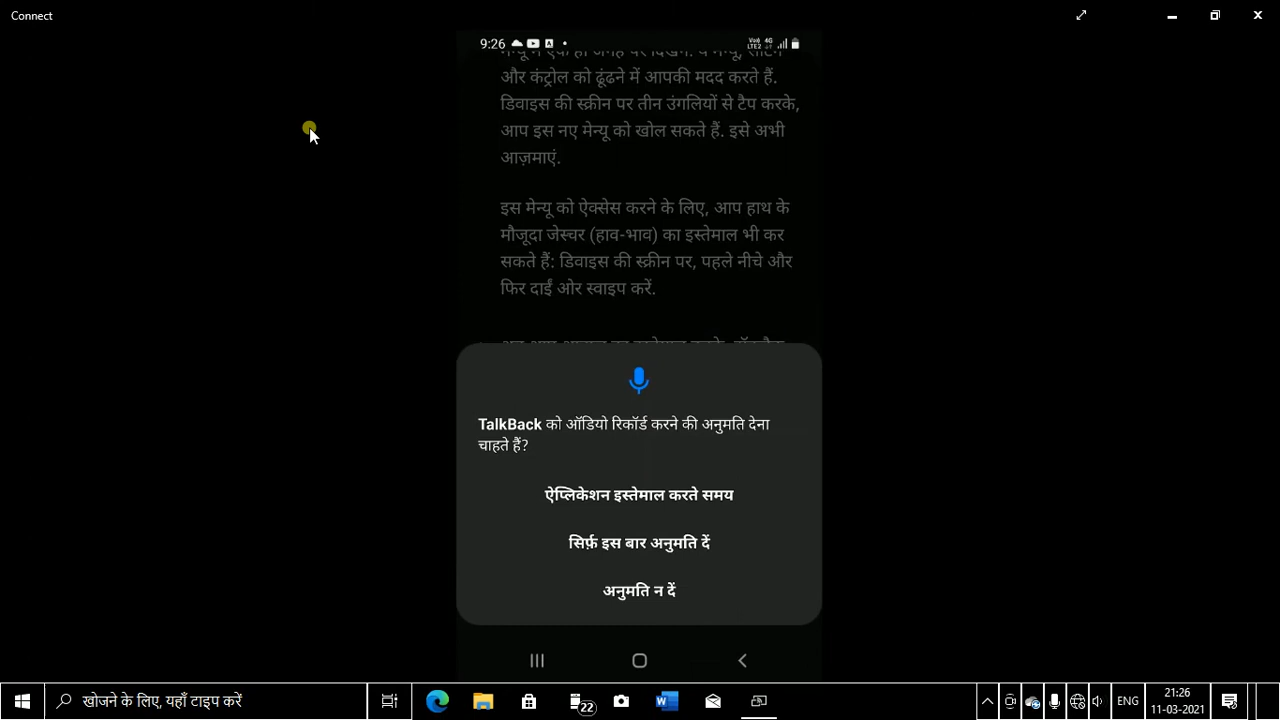 Connect
9:26
VoI) 4G
LTE2
और कंट्रोल को ढूंढने में आपकी मदद करते हैं.
डिवाइस की स्क्रीन पर तीन उंगलियों से टैप करके,
आप इस नए मेन्यू को खोल सकते हैं. इसे अभी
आज़माएं.
इस मेन्यू को ऐक्सेस करने के लिए, आप हाथ के
मौजूदा जेस्चर (हाव-भाव) का इस्तेमाल भी कर
सकते हैं: डिवाइस की स्क्रीन पर, पहले नीचे और
फिर दाईं ओर स्वाइप करें.
TalkBack को ऑडियो रिकॉर्ड करने की अनुमति देना
चाहते हैं?
ऐप्लिकेशन इस्तेमाल करते समय
सिर्फ़ इस बार अनुमति दें
अनुमति न दें
खोजने के लिए, यहाँ टाइप करें
22
ENG
21:26
11-03-2021